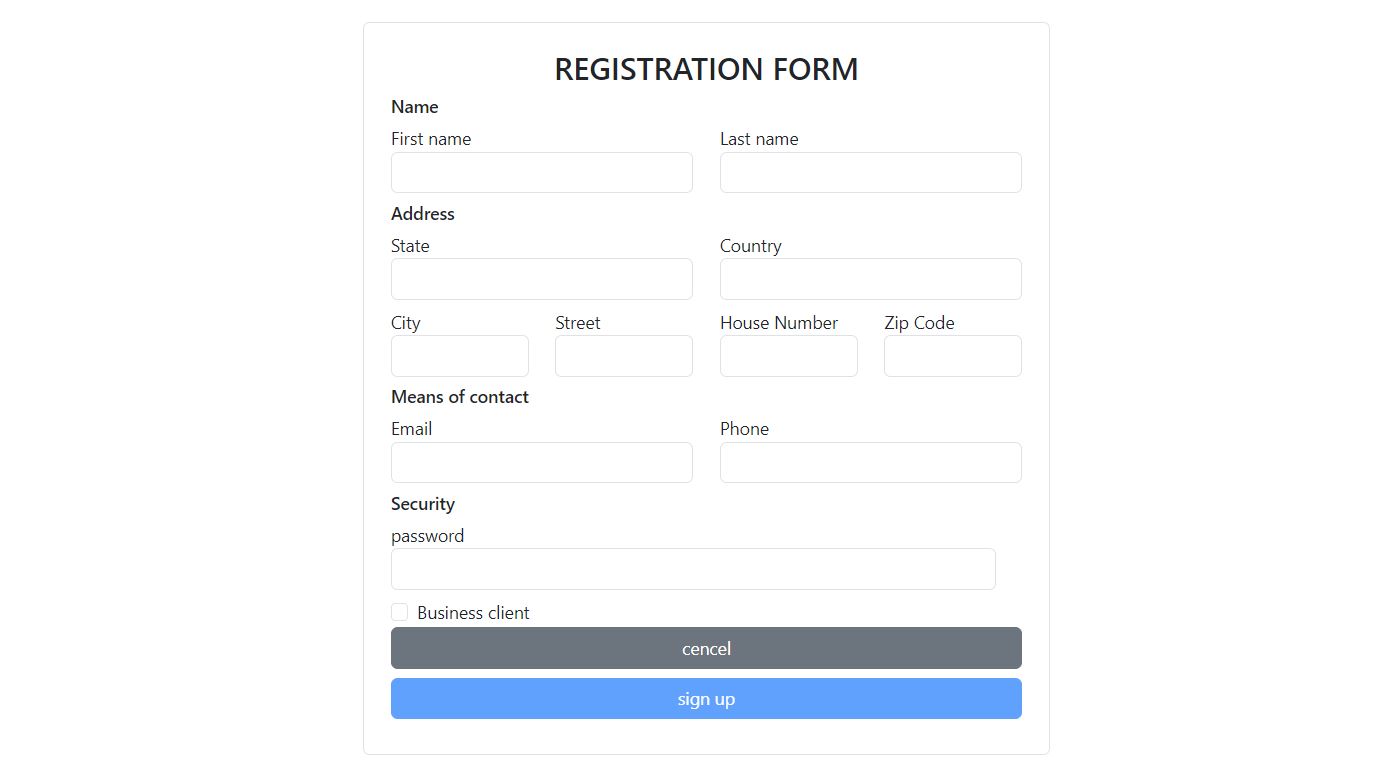 REGISTRATION FORM
Name
First name Last name
Address
State Country
City Street House Number Zip Code
Means of contact
Email Phone
Security
password
Business client
cencel
sign up